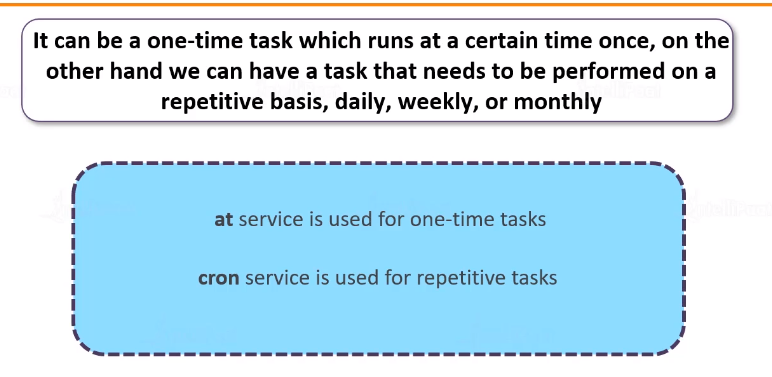 It can be a one-time task which runs at a certain time once, on the
other hand we can have a task that needs to be performed on a
repetitive basis, daily, weekly, or monthly
at service is used for one-time tasks
cron service is used for repetitive tasks